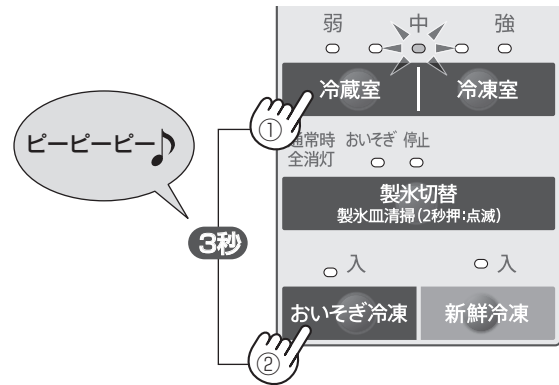 弱 中 強
冷蔵室 冷凍室
①
ピーピーピー♪
通常時 おいそぎ 停止
全消灯
製氷切替
製氷皿清掃(2秒押:点滅)
3秒
入 入
おいそぎ冷凍 新鮮冷凍
②